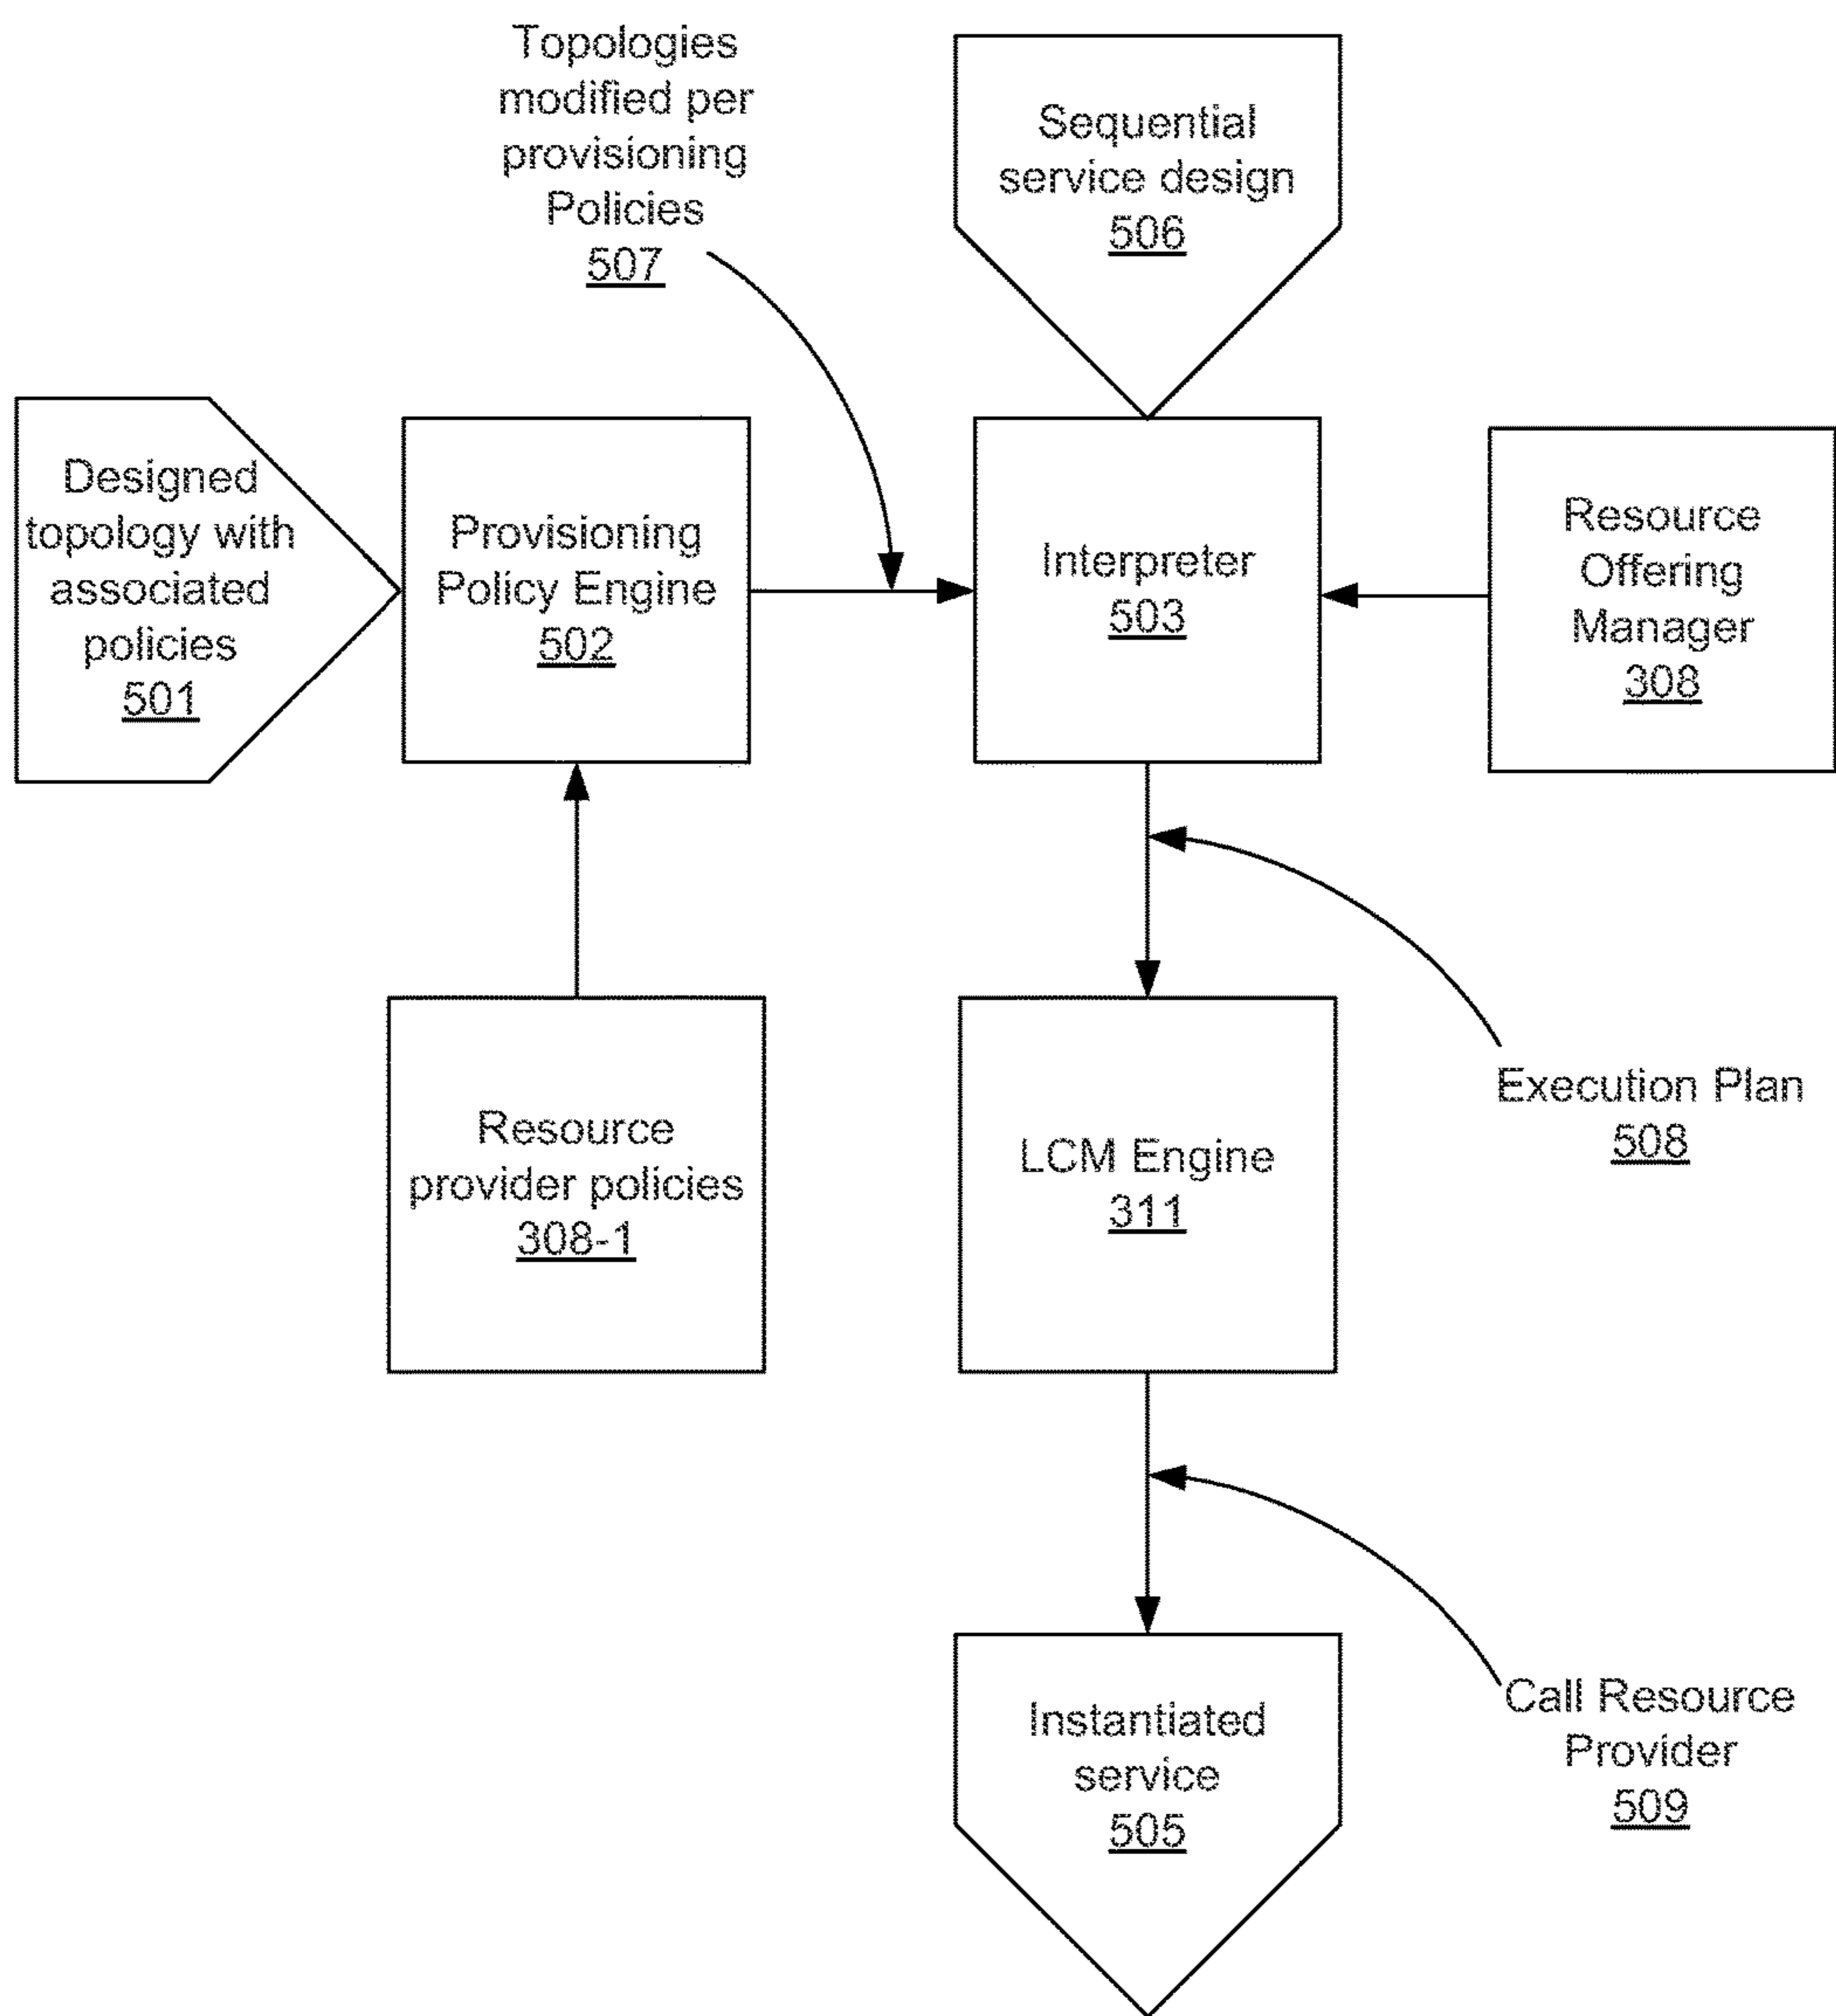 Topologies
modified per
provisioning
Policies
507
Sequential
service design
506
Designed
topology with
associated
policies
501
Provisioning
Policy Engine
502
Interpreter
503
Resource
Offering
Manager
308
Resource
provider policies
308-1
LCM Engine
311
Execution Plan
508
Instantiated
service
505
Call Resource
Provider
509